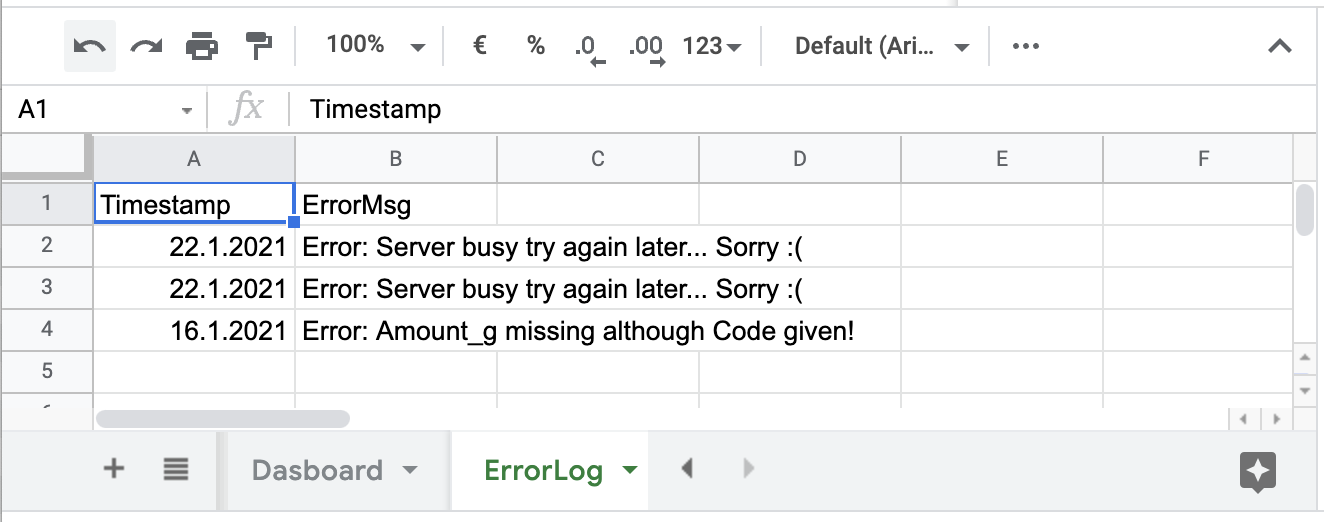 100% € % .0 .00 123 Default (Ari... ...
A1 fx Timestamp
A B C D E F
1 Timestamp ErrorMsg
2 22.1.2021 Error: Server busy try again later... Sorry :(
3 22.1.2021 Error: Server busy try again later... Sorry :(
4 16.1.2021 Error: Amount_g missing although Code given!
5
Dasboard ErrorLog